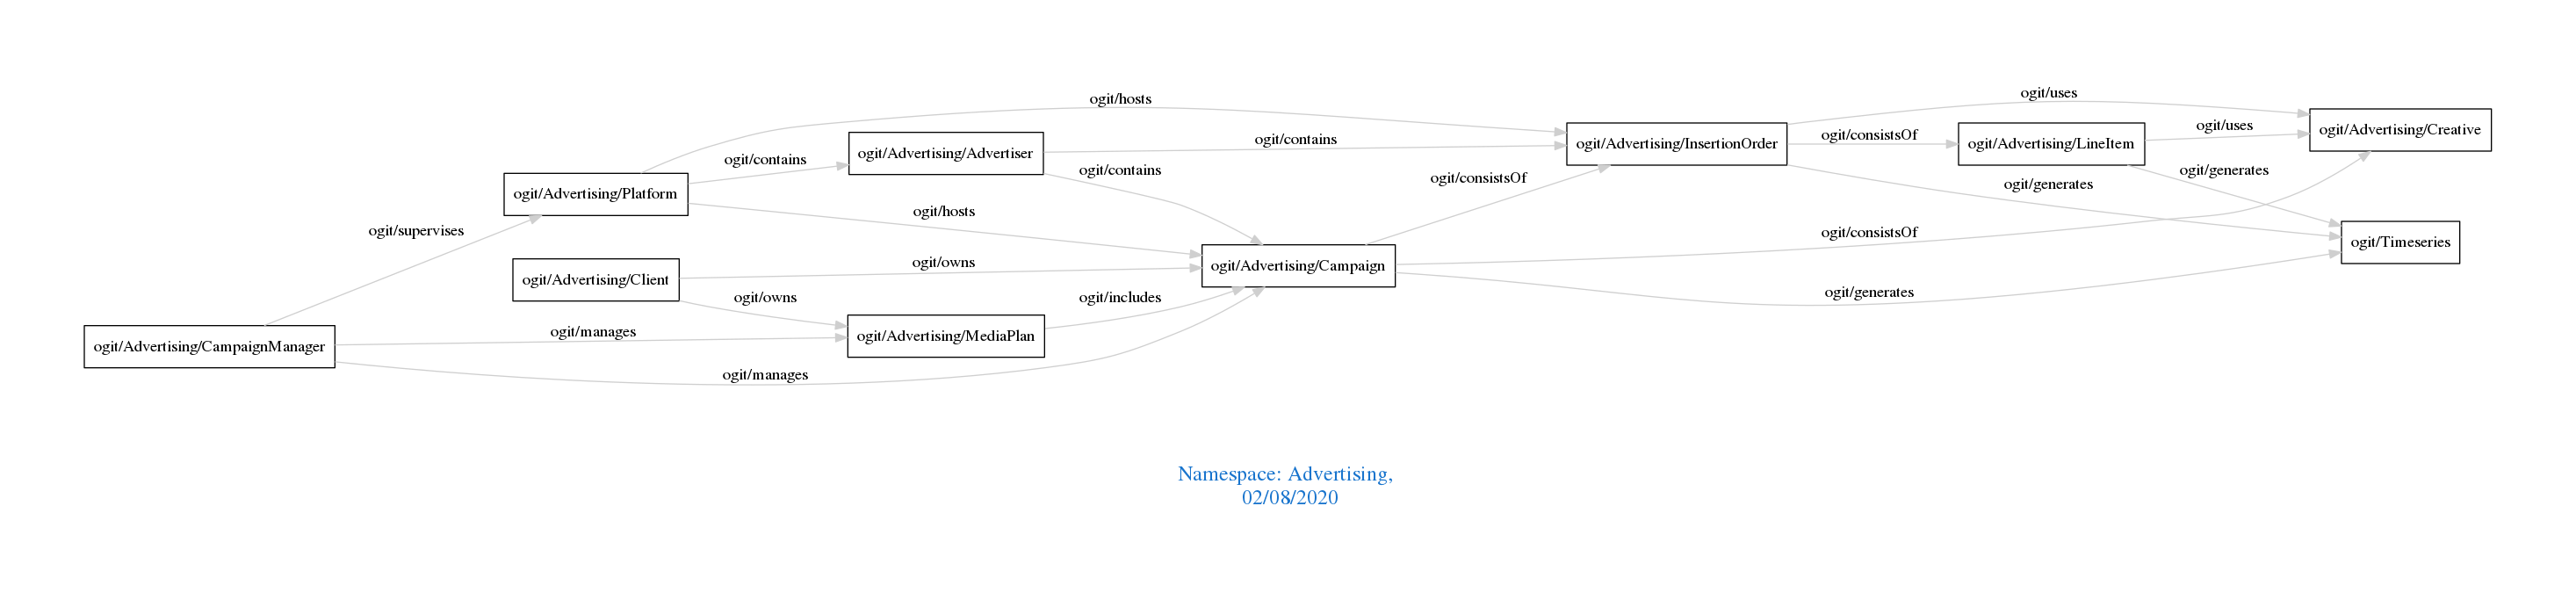 ogit/uses
ogit/hosts
ogit/Advertising/Creative
ogit/uses
ogit/consistsOf
ogit/contains
ogit/Advertising/InsertionOrder
ogit/Advertising/LineItem
ogit/Advertising/Advertiser
ogit/contains
ogit/contains
ogit/generates
ogit/consistsOf
ogit/generates
ogit/Advertising/Platform
ogit/hosts
ogit/supervises
ogit/consistsOf
ogit/Timeseries
ogit/owns
ogit/Advertising/Campaign
ogit/Advertising/Client
ogit/generates
ogit/owns
ogit/includes
ogit/manages
ogit/Advertising/MediaPlan
ogit/Advertising/CampaignManager
ogit/manages
Namespace: Advertising,
02/08/2020